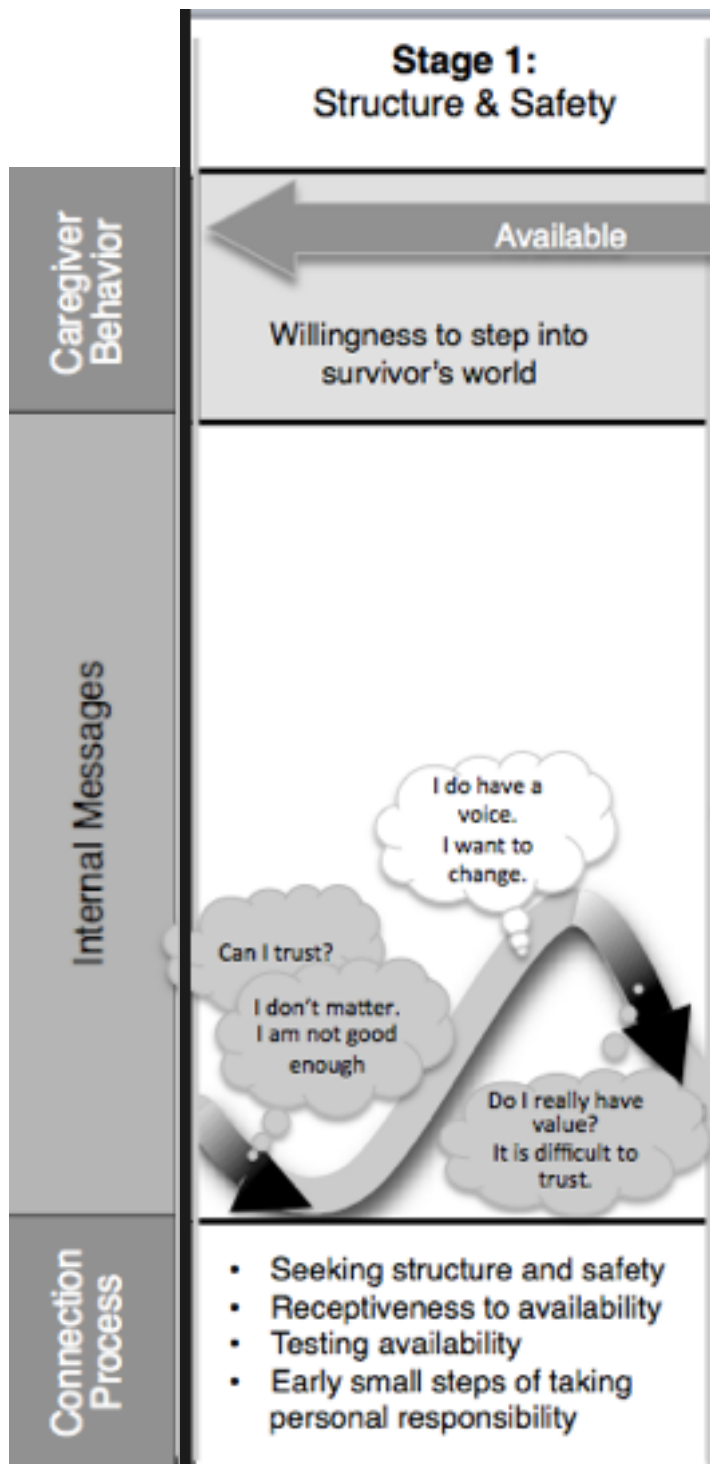 Stage 1:
Structure & Safety
Caregiver
Behavior
Available
Willingness to step into
survivor's world
Internal Messages
I do have a
voice.
I want to
change.
Can I trust?
I don't matter.
I am not good
enough
Do I really have
value?
It is difficult to
trust.
Connection
Process
• Seeking structure and safety
• Receptiveness to availability
• Testing availability
• Early small steps of taking
personal responsibility